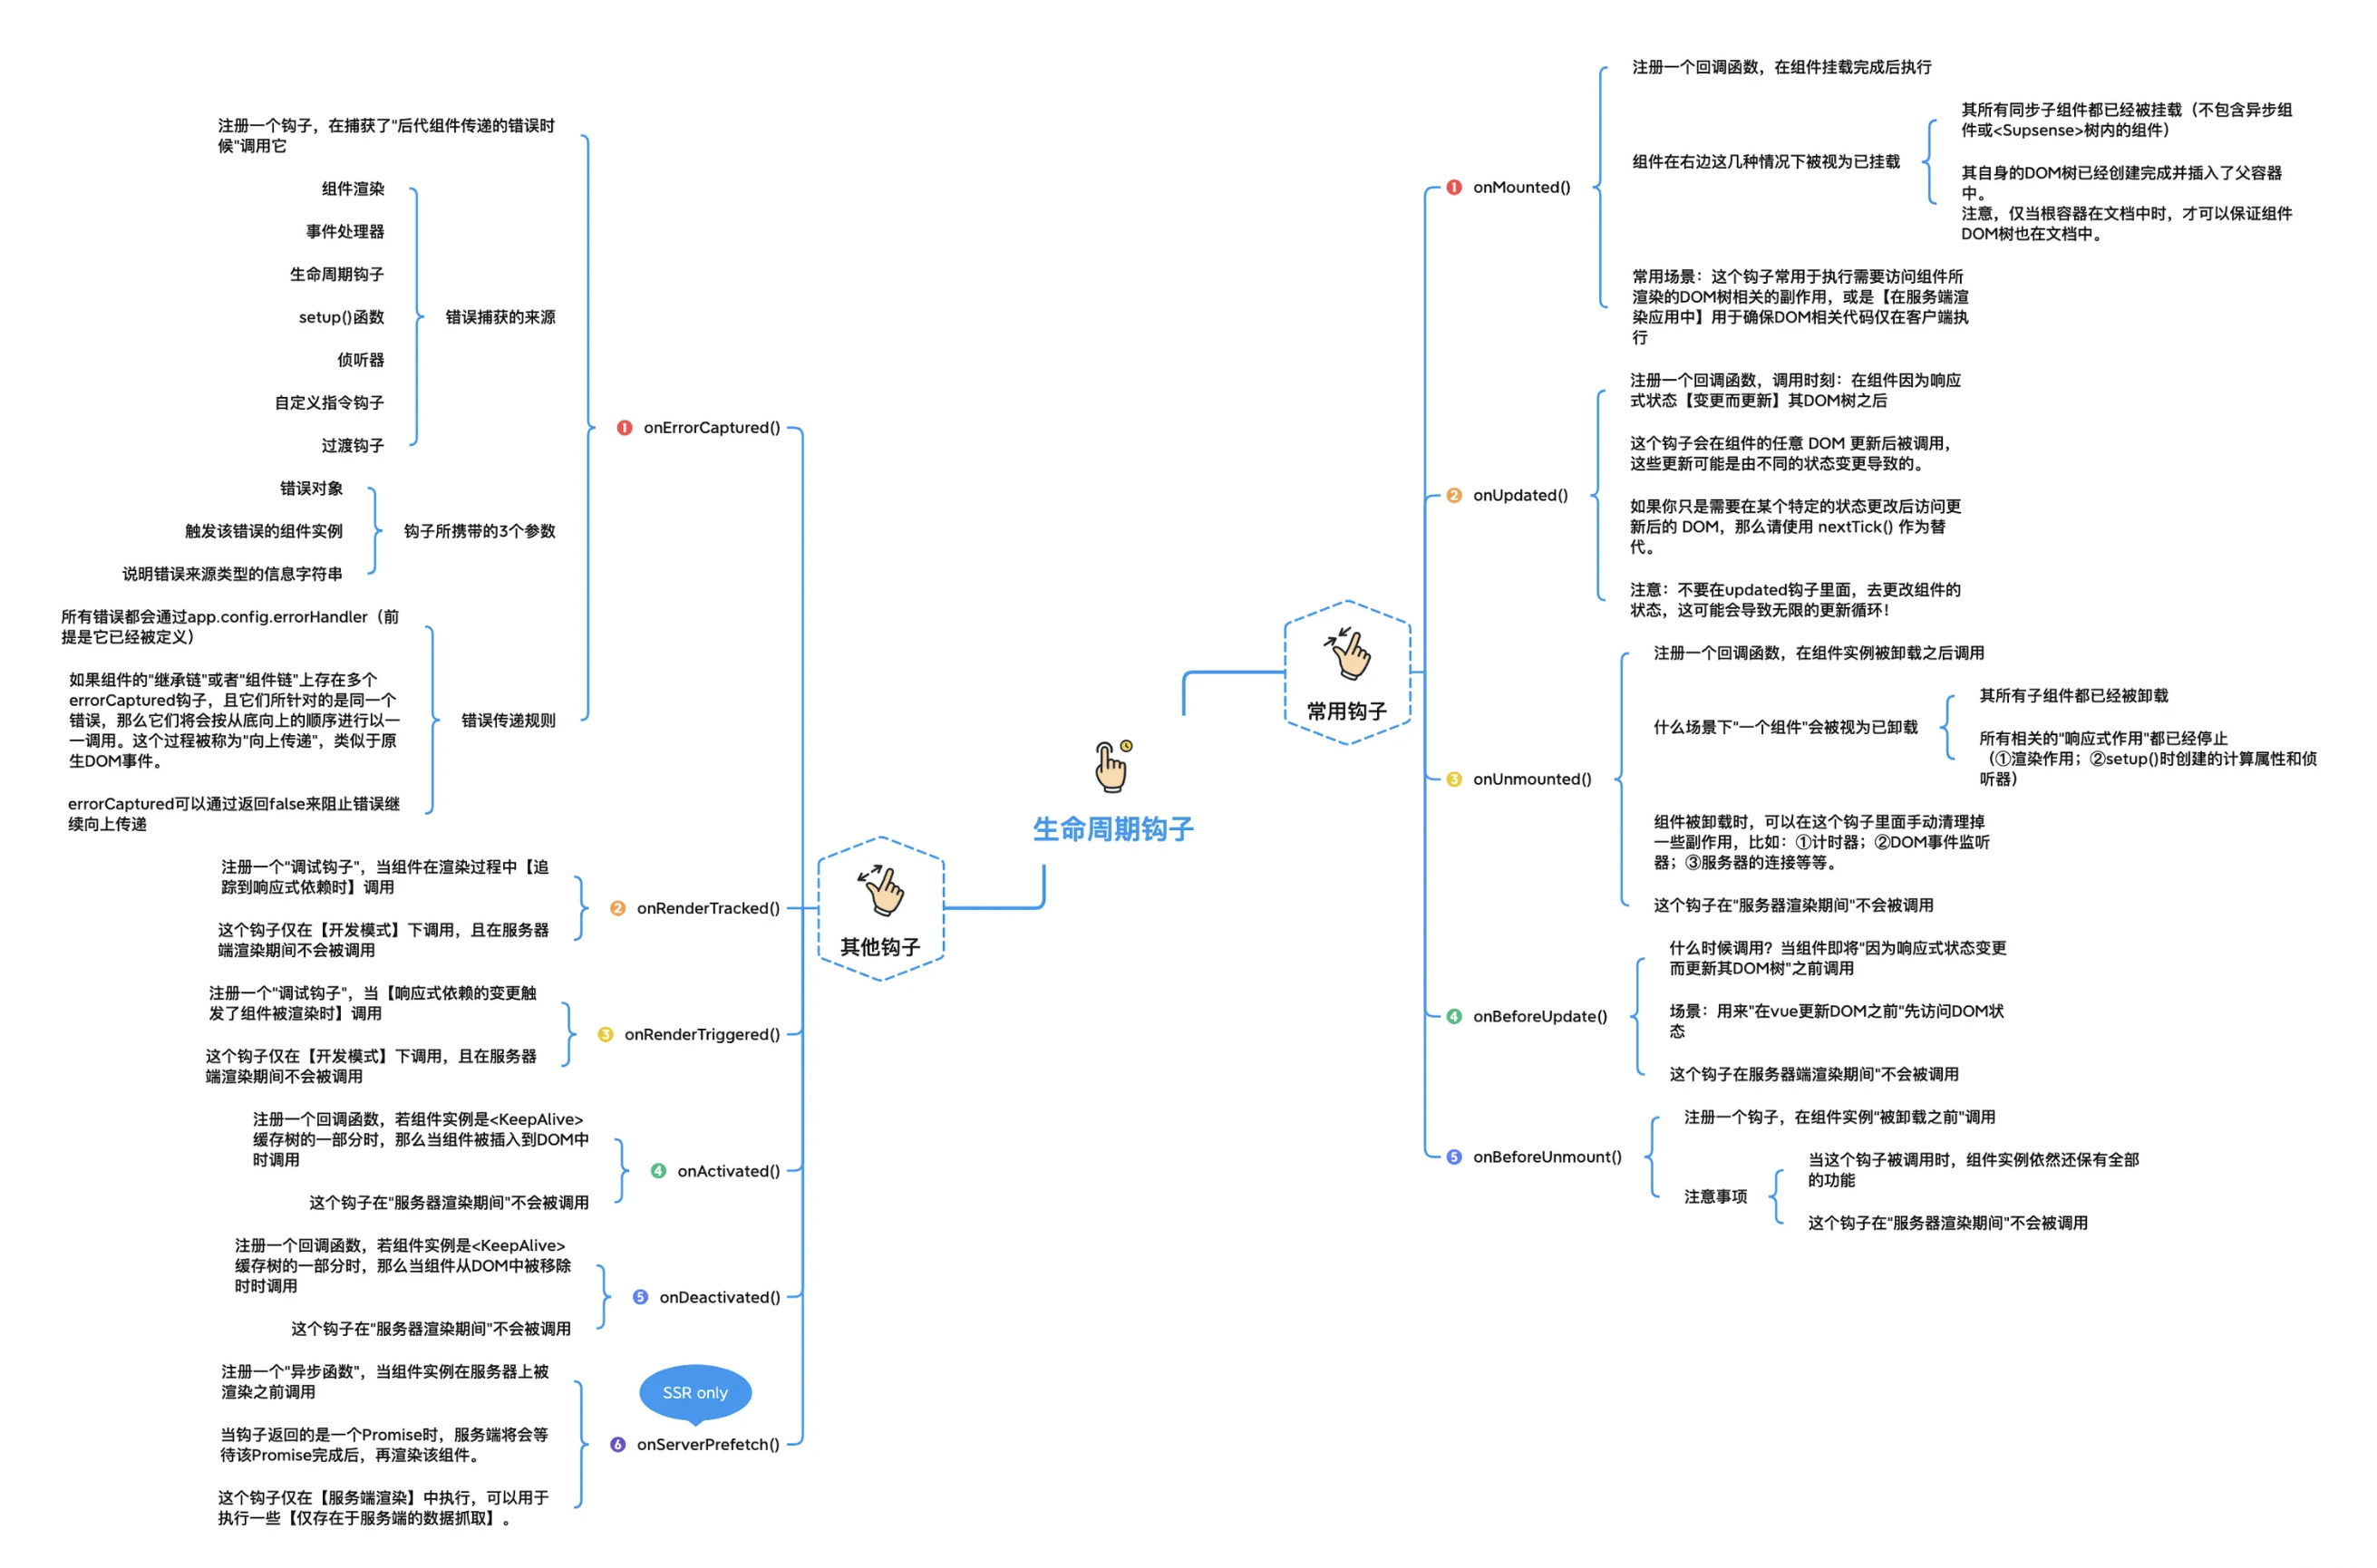 生命周期钩子
常用钩子
① onMounted()
注册一个回调函数，在组件挂载完成后执行
组件在右边这几种情况下被视为已挂载
其所有同步子组件都已经被挂载（不包含异步组
件或<Supsense>树内的组件）
其自身的DOM树已经创建完成并插入了父容器
中。
注意，仅当根容器在文档中时，才可以保证组件
DOM树也在文档中。
常用场景：这个钩子常用于执行需要访问组件所
渲染的DOM树相关的副作用，或是【在服务端渲
染应用中】用于确保DOM相关代码仅在客户端执
行
② onUpdated()
注册一个回调函数，调用时刻：在组件因为响应
式状态【变更而更新】其DOM树之后
这个钩子会在组件的任意 DOM 更新后被调用，
这些更新可能是由不同的状态变更导致的。
如果你只是需要在某个特定的状态更改后访问更
新后的 DOM，那么请使用 nextTick() 作为替
代。
注意：不要在updated钩子里面，去更改组件的
状态，这可能会导致无限的更新循环！
③ onUnmounted()
注册一个回调函数，在组件实例被卸载之后调用
什么场景下"一个组件"会被视为已卸载
其所有子组件都已经被卸载
所有相关的"响应式作用"都已经停止
（①渲染作用；②setup()时创建的计算属性和侦
听器）
组件被卸载时，可以在这个钩子里面手动清理掉
一些副作用，比如：①计时器；②DOM事件监听
器；③服务器的连接等等。
这个钩子在"服务器渲染期间"不会被调用
④ onBeforeUpdate()
什么时候调用？当组件即将"因为响应式状态变更
而更新其DOM树"之前调用
场景：用来"在vue更新DOM之前"先访问DOM状
态
这个钩子在服务器端渲染期间"不会被调用
⑤ onBeforeUnmount()
注册一个钩子，在组件实例"被卸载之前"调用
注意事项
当这个钩子被调用时，组件实例依然还保有全部
的功能
这个钩子在"服务器渲染期间"不会被调用
其他钩子
① onErrorCaptured()
注册一个钩子，在捕获了"后代组件传递的错误时
候"调用它
错误捕获的来源
组件渲染
事件处理器
生命周期钩子
setup()函数
侦听器
自定义指令钩子
过渡钩子
钩子所携带的3个参数
错误对象
触发该错误的组件实例
说明错误来源类型的信息字符串
错误传递规则
所有错误都会通过app.config.errorHandler（前
提是它已经被定义）
如果组件的"继承链"或者"组件链"上存在多个
errorCaptured钩子，且它们所针对的是同一个
错误，那么它们将会按从底向上的顺序进行以一
一调用。这个过程被称为"向上传递"，类似于原
生DOM事件。
errorCaptured可以通过返回false来阻止错误继
续向上传递
② onRenderTracked()
注册一个"调试钩子"，当组件在渲染过程中【追
踪到响应式依赖时】调用
这个钩子仅在【开发模式】下调用，且在服务器
端渲染期间不会被调用
③ onRenderTriggered()
注册一个"调试钩子"，当【响应式依赖的变更触
发了组件被渲染时】调用
这个钩子仅在【开发模式】下调用，且在服务器
端渲染期间不会被调用
④ onActivated()
注册一个回调函数，若组件实例是<KeepAlive>
缓存树的一部分时，那么当组件被插入到DOM中
时调用
这个钩子在"服务器渲染期间"不会被调用
⑤ onDeactivated()
注册一个回调函数，若组件实例是<KeepAlive>
缓存树的一部分时，那么当组件从DOM中被移除
时时调用
这个钩子在"服务器渲染期间"不会被调用
SSR only
⑥ onServerPrefetch()
注册一个"异步函数"，当组件实例在服务器上被
渲染之前调用
当钩子返回的是一个Promise时，服务端将会等
待该Promise完成后，再渲染该组件。
这个钩子仅在【服务端渲染】中执行，可以用于
执行一些【仅存在于服务端的数据抓取】。